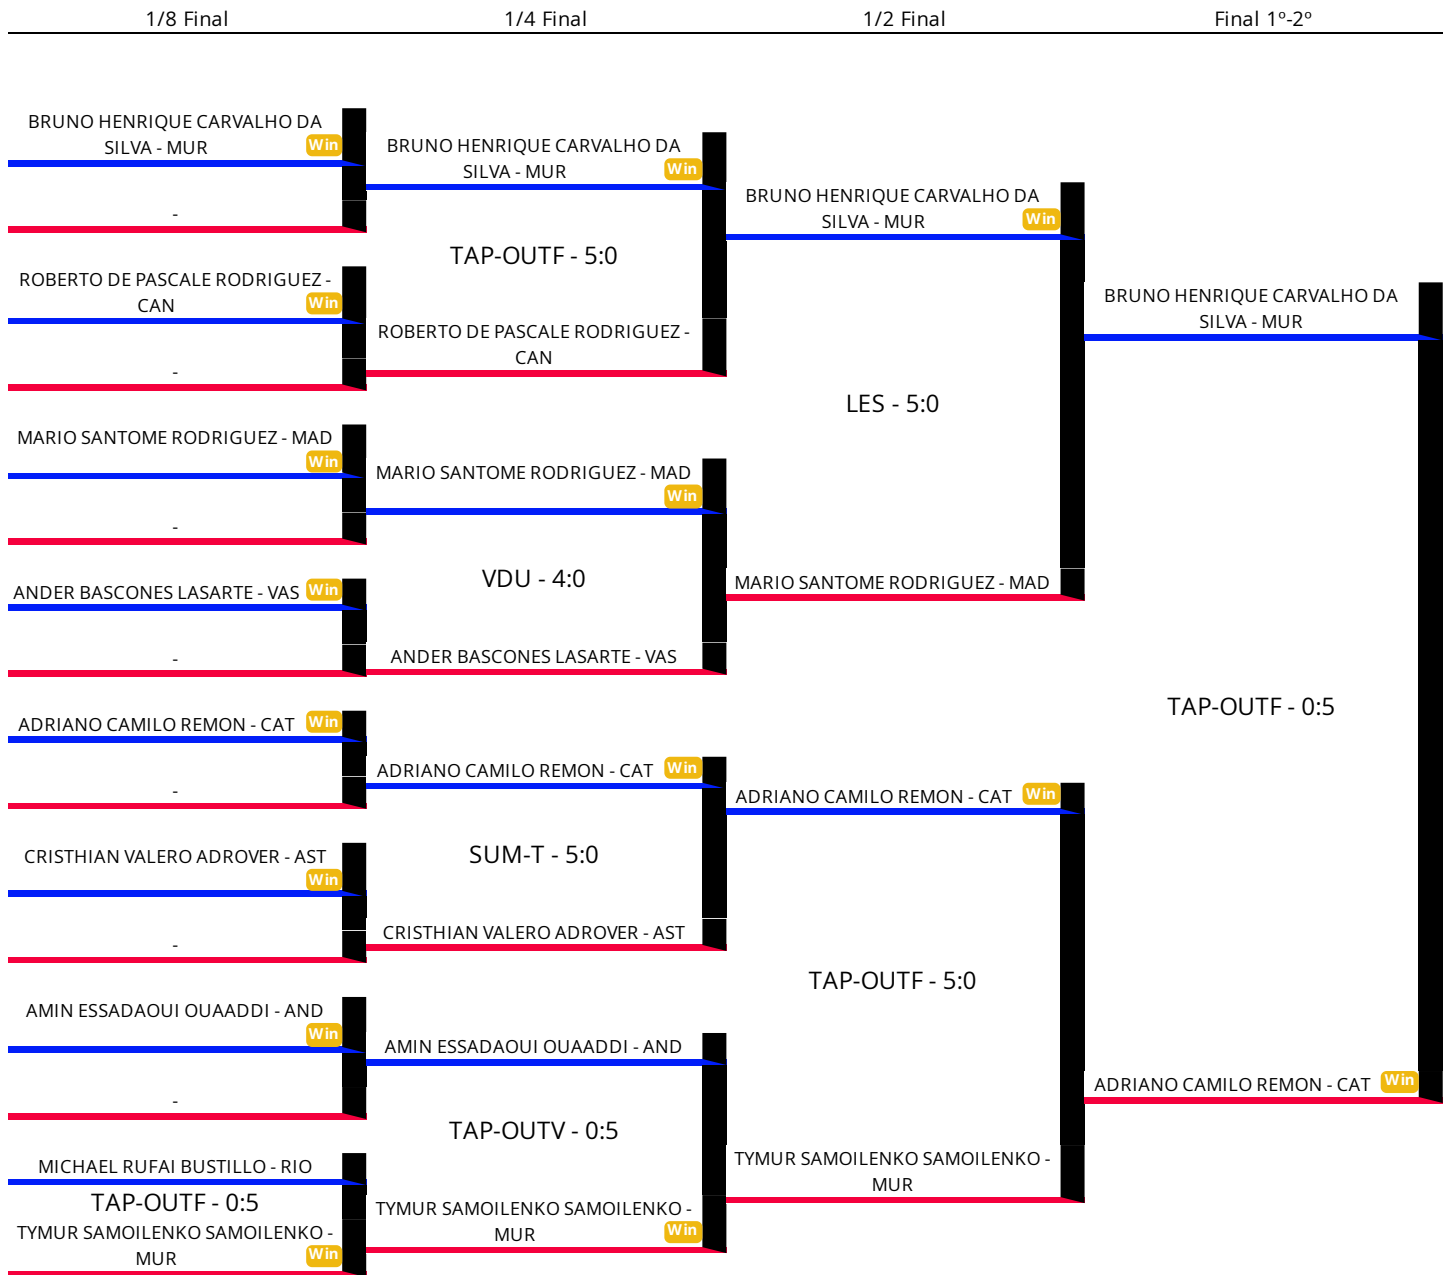 1/8 Final
1/4 Final
1/2 Final
Final 1º-2º
BRUNO HENRIQUE CARVALHO DA
SILVA - MUR
Win
-
ROBERTO DE PASCALE RODRIGUEZ -
CAN
Win
-
MARIO SANTOME RODRIGUEZ - MAD
Win
-
ANDER BASCONES LASARTE - VAS
Win
-
ADRIANO CAMILO REMON - CAT
Win
-
CRISTHIAN VALERO ADROVER - AST
Win
-
AMIN ESSADAOUI OUAADDI - AND
Win
-
MICHAEL RUFAI BUSTILLO - RIO
TAP-OUTF - 0:5
TYMUR SAMOILENKO SAMOILENKO -
MUR
Win
BRUNO HENRIQUE CARVALHO DA
SILVA - MUR
Win
TAP-OUTF - 5:0
ROBERTO DE PASCALE RODRIGUEZ -
CAN
MARIO SANTOME RODRIGUEZ - MAD
Win
VDU - 4:0
ANDER BASCONES LASARTE - VAS
ADRIANO CAMILO REMON - CAT
Win
SUM-T - 5:0
CRISTHIAN VALERO ADROVER - AST
AMIN ESSADAOUI OUAADDI - AND
TAP-OUTV - 0:5
TYMUR SAMOILENKO SAMOILENKO -
MUR
Win
BRUNO HENRIQUE CARVALHO DA
SILVA - MUR
Win
LES - 5:0
MARIO SANTOME RODRIGUEZ - MAD
ADRIANO CAMILO REMON - CAT
Win
TAP-OUTF - 5:0
TYMUR SAMOILENKO SAMOILENKO -
MUR
BRUNO HENRIQUE CARVALHO DA
SILVA - MUR
TAP-OUTF - 0:5
ADRIANO CAMILO REMON - CAT
Win